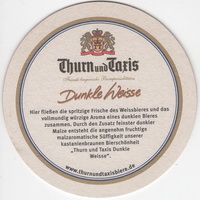 Thurn und Taxis
Dunkle Weisse
Hier fließen die spritzige Frische des Weissbieres und das
vollmundig würzige Aroma eines dunklen Bieres
zusammen. Durch den Zusatz feinster dunkler
Malze entsteht die angenehm fruchtige
malzaromatische Süffigkeit unserer
kastanienbraunen Bierschönheit
„Thurn und Taxis Dunkle
Weisse".
www.thurnundtaxisbiere.de